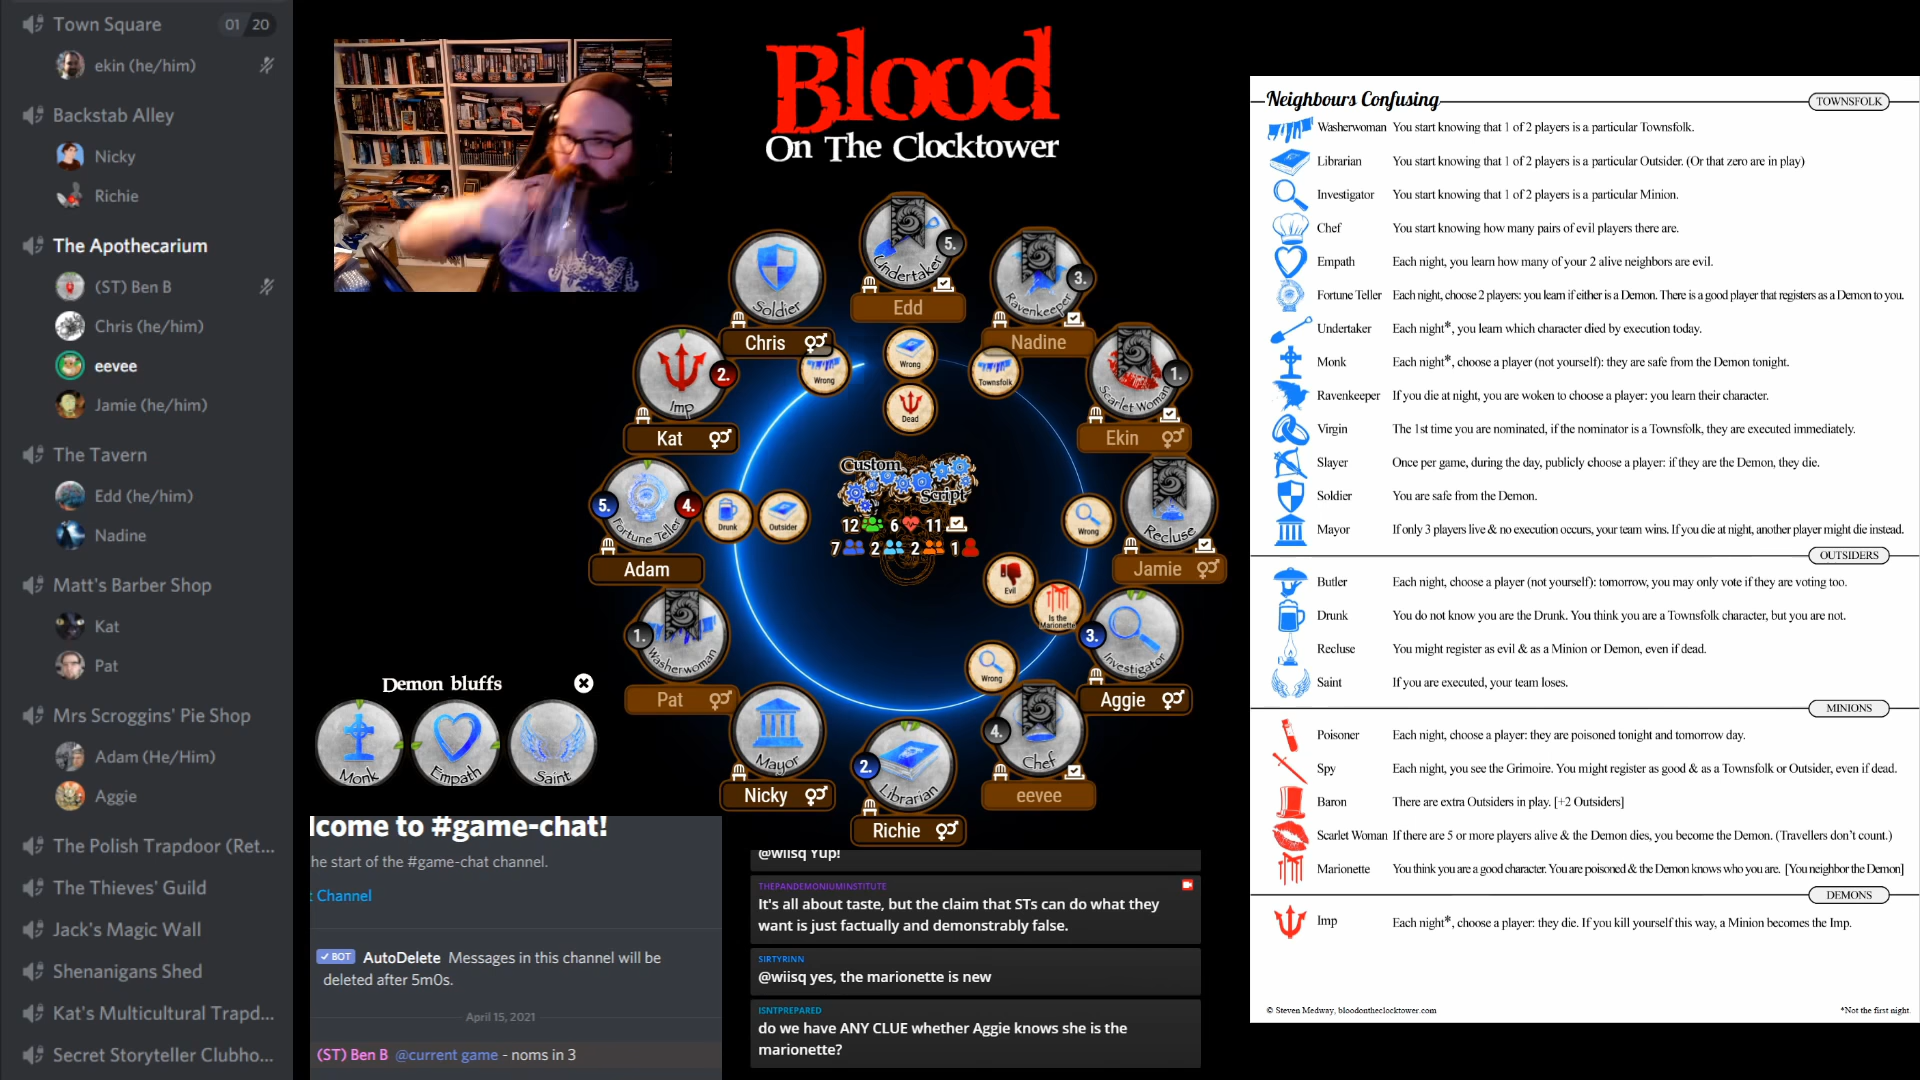 Town Square
01 20
ekin (he/him)
Backstab Alley
Nicky
Richie
The Apothecarium
(ST) Ben B
Chris (he/him)
eevee
Jamie (he/him)
The Tavern
Edd (he/him)
Nadine
Matt's Barber Shop
Kat
Pat
Mrs Scroggins' Pie Shop
Adam (He/Him)
Aggie
The Polish Trapdoor (Ret...
The Thieves' Guild
Jack's Magic Wall
Shenanigans Shed
Kat's Multicultural Trapd...
Secret Storyteller Clubho...
Blood
On The Clocktower
Undertaker
5.
Edd
Ravenkeeper
3.
Nadine
Scarlet Woman
1.
Ekin
Recluse
Jamie
Investigator
3.
Aggie
Chef
4.
eevee
Librarian
2.
Richie
Mayor
Nicky
Washerwoman
1.
Pat
Fortune Teller
5.
4.
Adam
Imp
2.
Kat
Soldier
Chris
Wrong
Wrong
Dead
Townsfolk
Wrong
Evil
Is the
Marionette
Wrong
Drunk
Outsider
Custom
Script
12 6 11
7 2 2 1
Demon bluffs
Monk
Empath
Saint
lcome to #game-chat!
he start of the #game-chat channel.
t Channel
BOT AutoDelete Messages in this channel will be
deleted after 5m0s.
April 15, 2021
(ST) Ben B @current game - noms in 3
@wiisq Yup!
THEPANDEMONIUMINSTITUTE
It's all about taste, but the claim that STs can do what they
want is just factually and demonstrably false.
SIRTYRINN
@wiisq yes, the marionette is new
ISNTPREPARED
do we have ANY CLUE whether Aggie knows she is the
marionette?
Neighbours Confusing
TOWNSFOLK
Washerwoman You start knowing that 1 of 2 players is a particular Townsfolk.
Librarian You start knowing that 1 of 2 players is a particular Outsider. (Or that zero are in play)
Investigator You start knowing that 1 of 2 players is a particular Minion.
Chef You start knowing how many pairs of evil players there are.
Empath Each night, you learn how many of your 2 alive neighbors are evil.
Fortune Teller Each night, choose 2 players: you learn if either is a Demon. There is a good player that registers as a Demon to you.
Undertaker Each night*, you learn which character died by execution today.
Monk Each night*, choose a player (not yourself): they are safe from the Demon tonight.
Ravenkeeper If you die at night, you are woken to choose a player: you learn their character.
Virgin The 1st time you are nominated, if the nominator is a Townsfolk, they are executed immediately.
Slayer Once per game, during the day, publicly choose a player: if they are the Demon, they die.
Soldier You are safe from the Demon.
Mayor If only 3 players live & no execution occurs, your team wins. If you die at night, another player might die instead.
OUTSIDERS
Butler Each night, choose a player (not yourself): tomorrow, you may only vote if they are voting too.
Drunk You do not know you are the Drunk. You think you are a Townsfolk character, but you are not.
Recluse You might register as evil & as a Minion or Demon, even if dead.
Saint If you are executed, your team loses.
MINIONS
Poisoner Each night, choose a player: they are poisoned tonight and tomorrow day.
Spy Each night, you see the Grimoire. You might register as good & as a Townsfolk or Outsider, even if dead.
Baron There are extra Outsiders in play. [+2 Outsiders]
Scarlet Woman If there are 5 or more players alive & the Demon dies, you become the Demon. (Travellers don't count.)
Marionette You think you are a good character. You are poisoned & the Demon knows who you are. [You neighbor the Demon]
DEMONS
Imp Each night*, choose a player: they die. If you kill yourself this way, a Minion becomes the Imp.
© Steven Medway, bloodontheclocktower.com
*Not the first night.